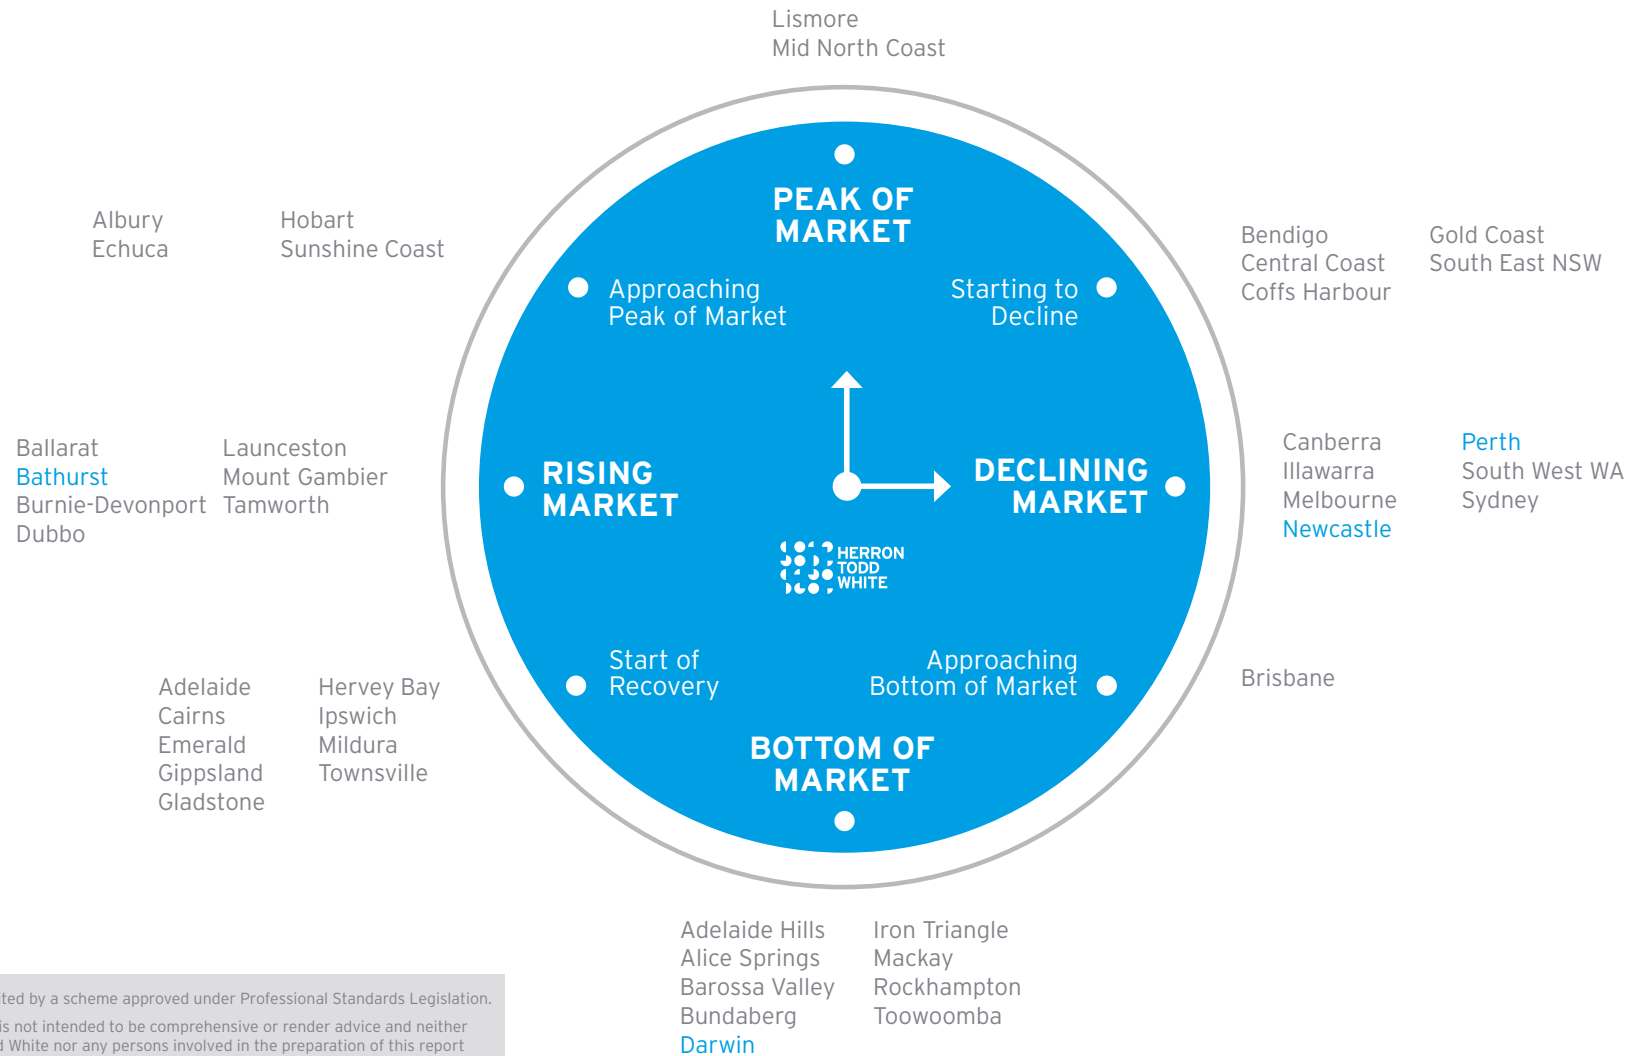 Lismore
Mid North Coast
PEAK OF
MARKET
Albury
Echuca
Hobart
Sunshine Coast
Approaching
Peak of Market
Starting to
Decline
Bendigo
Central Coast
Coffs Harbour
Gold Coast
South East NSW
Ballarat
Bathurst
Burnie-Devonport
Dubbo
Launceston
Mount Gambier
Tamworth
RISING
MARKET
DECLINING
MARKET
Canberra
Illawarra
Melbourne
Newcastle
Perth
South West WA
Sydney
HERRON
TODD
WHITE
Adelaide
Cairns
Emerald
Gippsland
Gladstone
Hervey Bay
Ipswich
Mildura
Townsville
Start of
Recovery
Approaching
Bottom of Market
Brisbane
BOTTOM OF
MARKET
Adelaide Hills
Alice Springs
Barossa Valley
Bundaberg
Darwin
Iron Triangle
Mackay
Rockhampton
Toowoomba
by a scheme approved under Professional Standards Legislation.
is not intended to be comprehensive or render advice and neither
White nor any persons involved in the preparation of this report